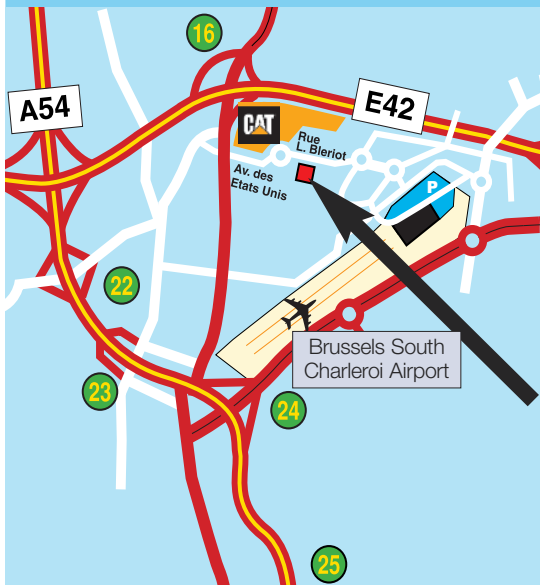 16
A54
E42
CAT
Rue
L. Bleriot
Av. des
Etats Unis
P
22
Brussels South
Charleroi Airport
23
24
25